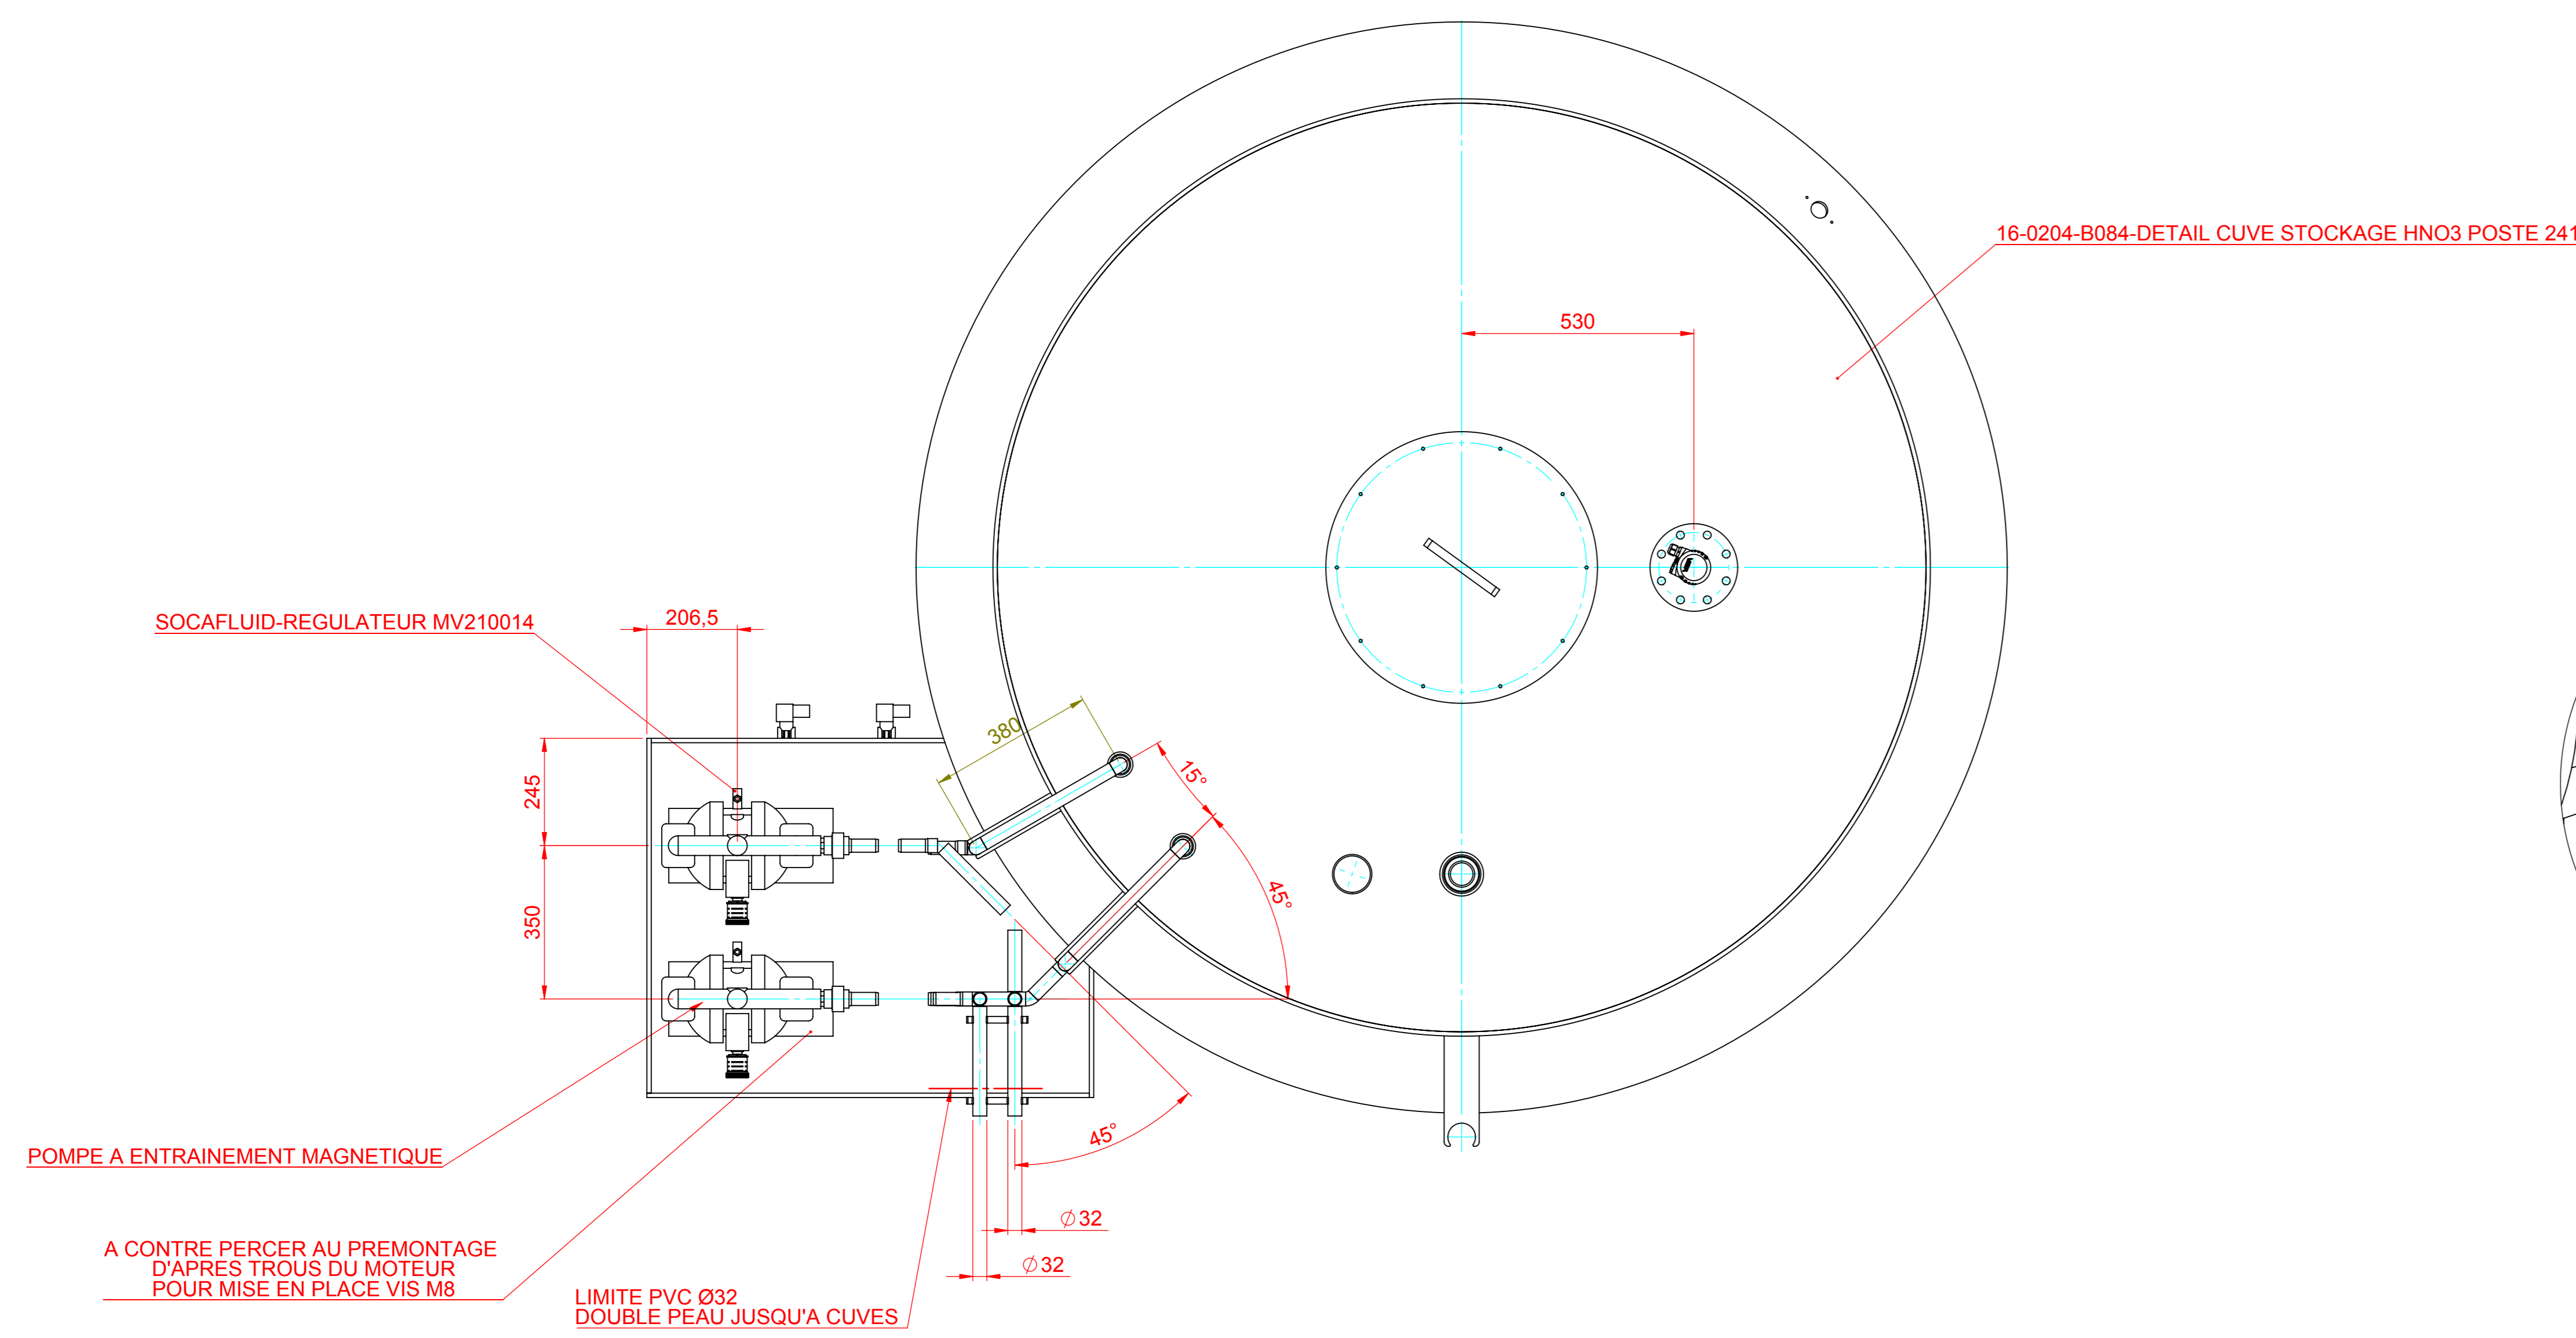 16-0204-B084-DETAIL CUVE STOCKAGE HNO3 POSTE 241
530
SOCAFLUID-REGULATEUR MV210014
206,5
380
15°
245
45°
350
POMPE A ENTRAINEMENT MAGNETIQUE
45°
∅32
A CONTRE PERCER AU PREMONTAGE
D'APRES TROUS DU MOTEUR
POUR MISE EN PLACE VIS M8
∅32
LIMITE PVC Ø32
DOUBLE PEAU JUSQU'A CUVES